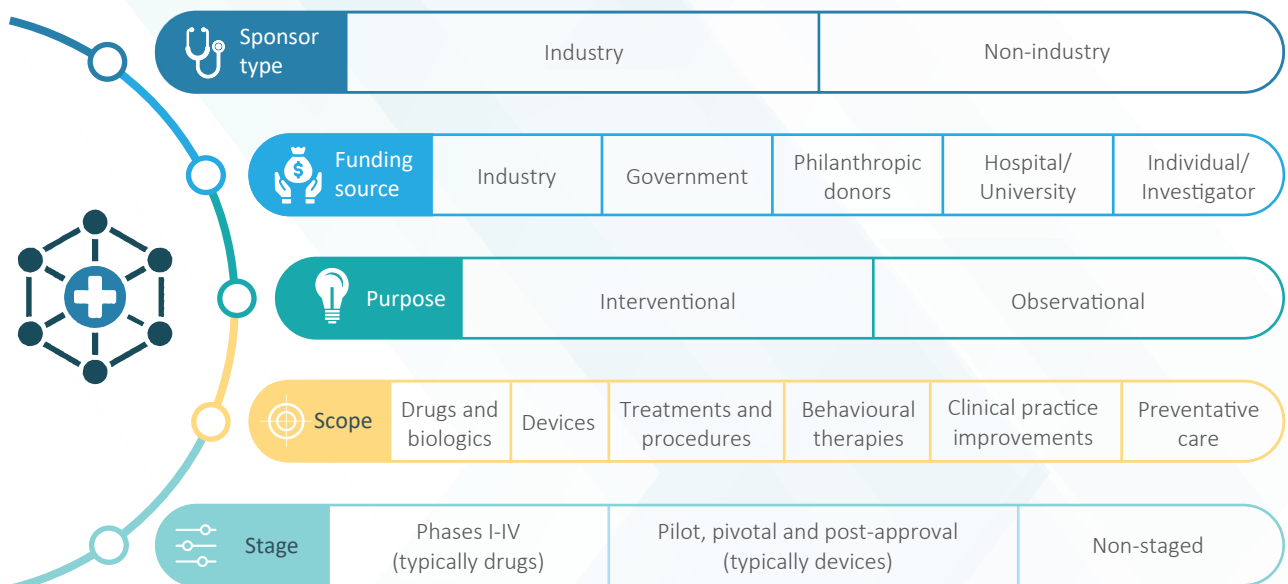 Sponsor
type
Industry
Non-industry
Funding
source
Industry
Government
Philanthropic
donors
Hospital/
University
Individual/
Investigator
Purpose
Interventional
Observational
Scope
Drugs and
biologics
Devices
Treatments and
procedures
Behavioural
therapies
Clinical practice
improvements
Preventative
care
Stage
Phases I-IV
(typically drugs)
Pilot, pivotal and post-approval
(typically devices)
Non-staged